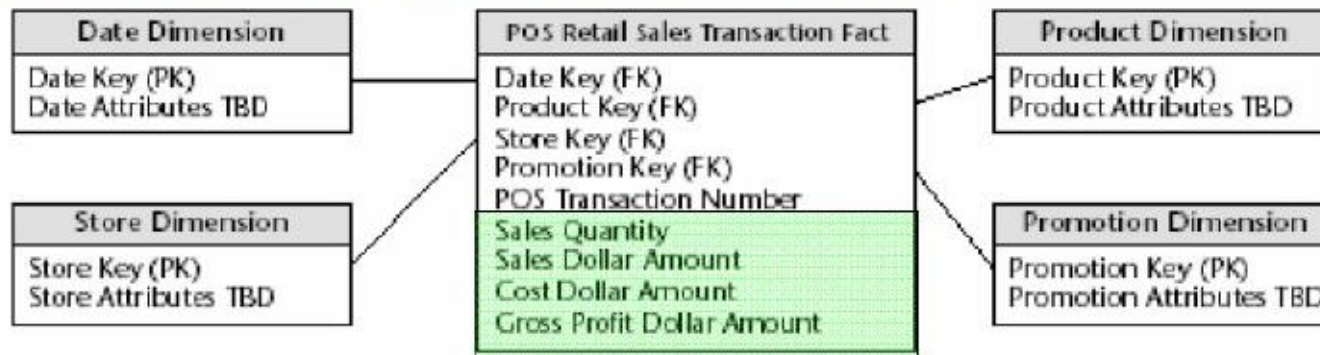 Date Dimension
Date Key (PK)
Date Attributes TBD
Store Dimension
Store Key (PK)
Store Attributes TBD
POS Retail Sales Transaction Fact
Date Key (FK)
Product Key (FK)
Store Key (FK)
Promotion Key (FK)
POS Transaction Number
Sales Quantity
Sales Dollar Amount
Cost Dollar Amount
Gross Profit Dollar Amount
Product Dimension
Product Key (PK)
Product Attributes TBD
Promotion Dimension
Promotion Key (PK)
Promotion Attributes TBD